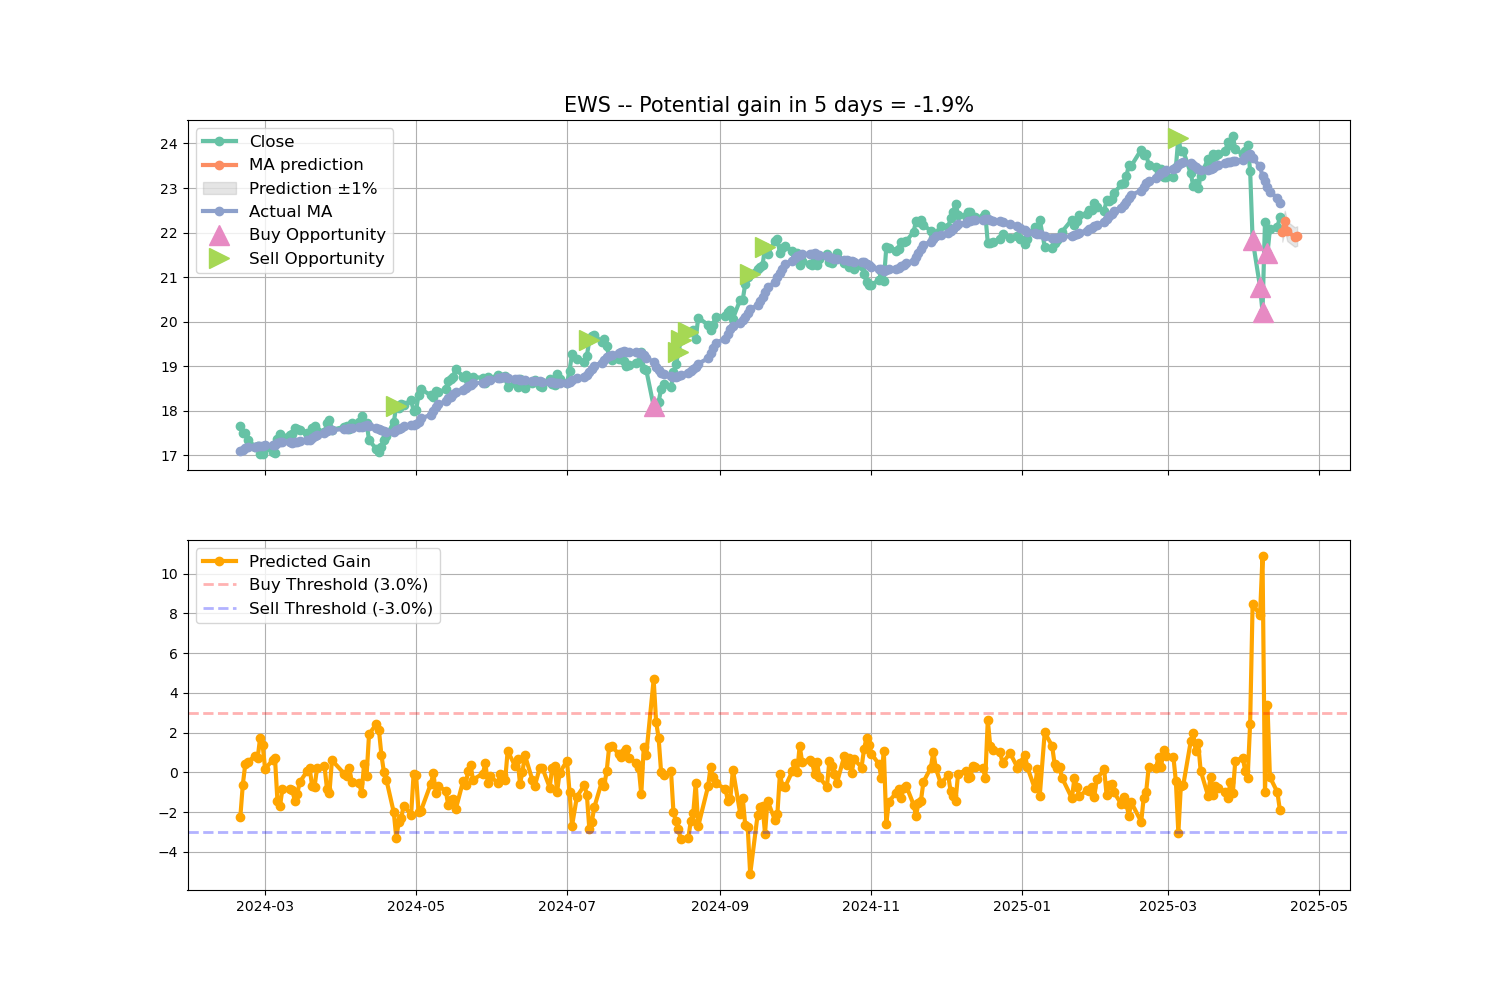 EWS -- Potential gain in 5 days = -1.9%
24
23
22
21
20
19
18
17
Close
MA prediction
Prediction ±1%
Actual MA
Buy Opportunity
Sell Opportunity
10
8
6
4
2
0
−2
−4
Predicted Gain
Buy Threshold (3.0%)
Sell Threshold (-3.0%)
2024-03 2024-05 2024-07 2024-09 2024-11 2025-01 2025-03 2025-05